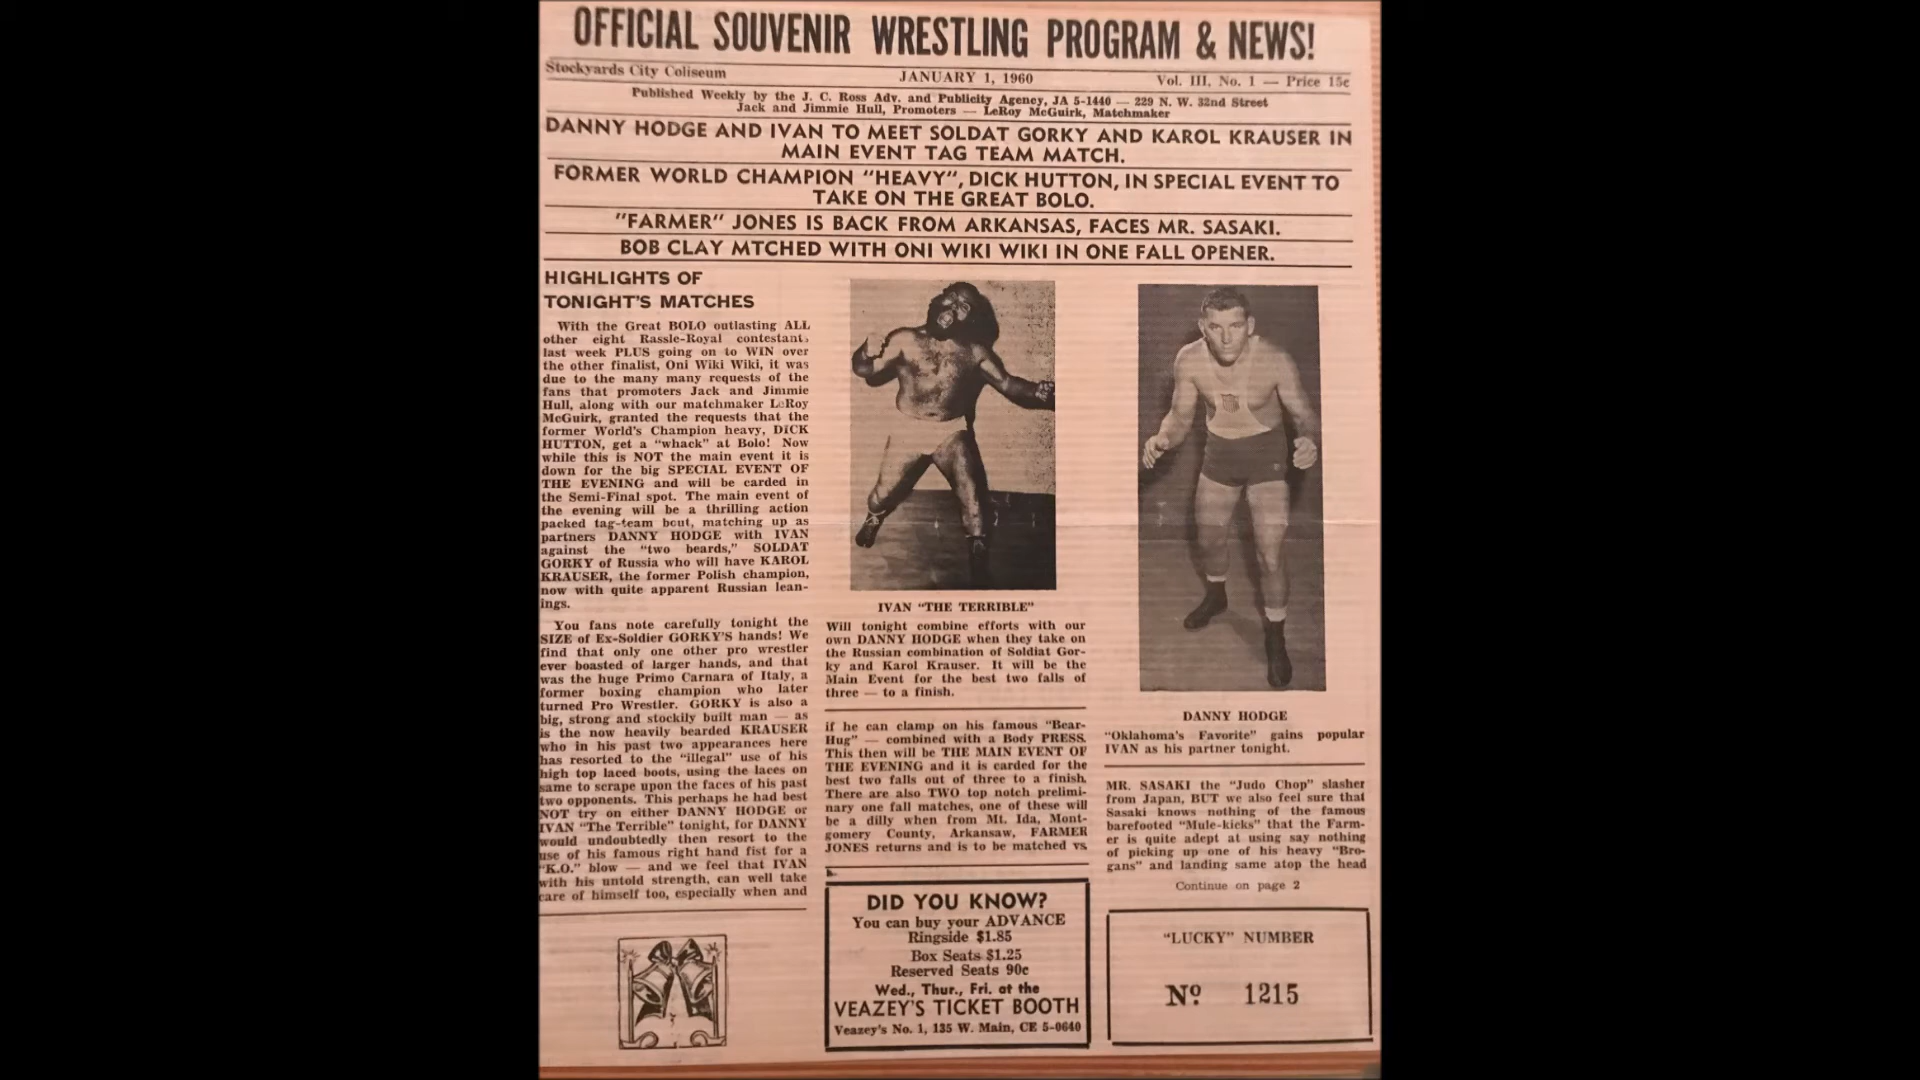 OFFICIAL SOUVENIR WRESTLING PROGRAM & NEWS!
Stockyards City Coliseum
JANUARY 1, 1960
Vol. III, No. 1 — Price 15c
Published Weekly by the J. C. Ross Adv. and Publicity Agency, JA 5-1440 — 229 N. W. 32nd Street
Jack and Jimmie Hull, Promoters — LeRoy McGuirk, Matchmaker
DANNY HODGE AND IVAN TO MEET SOLDAT GORKY AND KAROL KRAUSER IN
MAIN EVENT TAG TEAM MATCH.
FORMER WORLD CHAMPION "HEAVY", DICK HUTTON, IN SPECIAL EVENT TO
TAKE ON THE GREAT BOLO.
"FARMER" JONES IS BACK FROM ARKANSAS, FACES MR. SASAKI.
BOB CLAY MTCHED WITH ONI WIKI WIKI IN ONE FALL OPENER.
HIGHLIGHTS OF
TONIGHT'S MATCHES
With the Great BOLO outlasting ALL
other eight Rassle-Royal contestants
last week PLUS going on to WIN over
the other finalist, Oni Wiki Wiki, it was
due to the many many requests of the
fans that promoters Jack and Jimmie
Hull, along with our matchmaker LeRoy
McGuirk, granted the requests that the
former World's Champion heavy, DICK
HUTTON, get a "whack" at Bolo! Now
while this is NOT the main event it is
down for the big SPECIAL EVENT OF
THE EVENING and will be carded in
the Semi-Final spot. The main event of
the evening will be a thrilling action
packed tag-team bout, matching up as
partners DANNY HODGE with IVAN
against the "two beards," SOLDAT
GORKY of Russia who will have KAROL
KRAUSER, the former Polish champion,
now with quite apparent Russian lean-
ings.
You fans note carefully tonight the
SIZE of Ex-Soldier GORKY'S hands! We
find that only one other pro wrestler
ever boasted of larger hands, and that
was the huge Primo Carnara of Italy, a
former boxing champion who later
turned Pro Wrestler. GORKY is also a
big, strong and stockily built man — as
is the now heavily bearded KRAUSER
who in his past two appearances here
has resorted to the "illegal" use of his
high top laced boots, using the laces on
same to scrape upon the faces of his past
two opponents. This perhaps he had best
NOT try on either DANNY HODGE or
IVAN "The Terrible" tonight, for DANNY
would undoubtedly then resort to the
use of his famous right hand fist for a
"K.O." blow — and we feel that IVAN
with his untold strength, can well take
care of himself too, especially when and
IVAN "THE TERRIBLE"
Will tonight combine efforts with our
own DANNY HODGE when they take on
the Russian combination of Soldiat Gor-
ky and Karol Krauser. It will be the
Main Event for the best two falls of
three — to a finish.
if he can clamp on his famous "Bear-
Hug" — combined with a Body PRESS.
This then will be THE MAIN EVENT OF
THE EVENING and it is carded for the
best two falls out of three to a finish.
There are also TWO top notch prelimi-
nary one fall matches, one of these will
be a dilly when from Mt. Ida, Mont-
gomery County, Arkansaw, FARMER
JONES returns and is to be matched vs.
DID YOU KNOW?
You can buy your ADVANCE
Ringside $1.85
Box Seats $1.25
Reserved Seats 90c
Wed., Thur., Fri. at the
VEAZEY'S TICKET BOOTH
Veazey's No. 1, 135 W. Main, CE 5-0640
DANNY HODGE
"Oklahoma's Favorite" gains popular
IVAN as his partner tonight.
MR. SASAKI the "Judo Chop" slasher
from Japan, BUT we also feel sure that
Sasaki knows nothing of the famous
barefooted "Mule-kicks" that the Farm-
er is quite adept at using say nothing
of picking up one of his heavy "Bro-
gans" and landing same atop the head
Continue on page 2
"LUCKY" NUMBER
Nº 1215